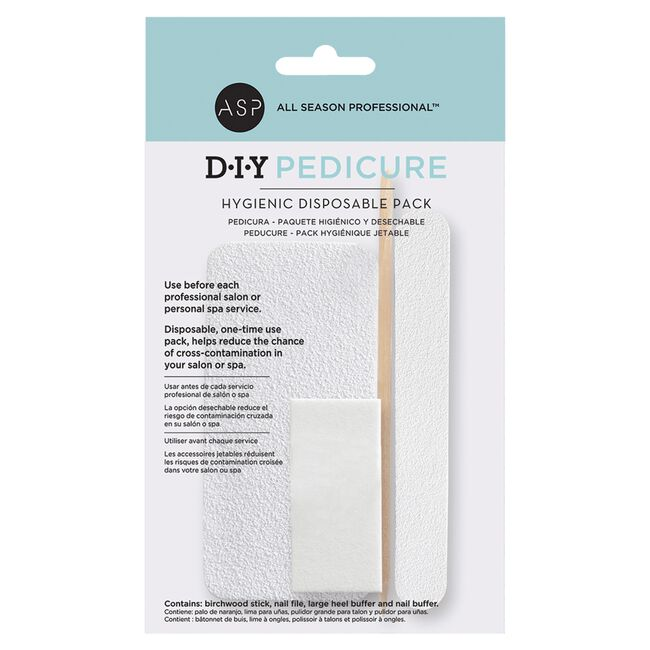 ASP
ALL SEASON PROFESSIONAL™
D·I·Y PEDICURE
HYGIENIC DISPOSABLE PACK
PEDICURA - PAQUETE HIGIÉNICO Y DESECHABLE
PEDUCURE - PACK HYGIÉNIQUE JETABLE
Use before each
professional salon or
personal spa service.
Disposable, one-time use
pack, helps reduce the chance
of cross-contamination in
your salon or spa.
Usar antes de cada servicio
profesional de salón o spa
La opción desechable reduce el
riesgo de contaminación cruzada
en su salón o spa
Utiliser avant chaque service
Les accessoires jetables réduisent
les risques de contamination croisée
dans votre salon ou spa
Contains: birchwood stick, nail file, large heel buffer and nail buffer.
Contiene: palo de naranjo, lima para uñas, pulidor grande para talon y pulidor para uñas.
Contient : bâtonnet de buis, lime à ongles, polissoir à talons et polissoir à ongles.